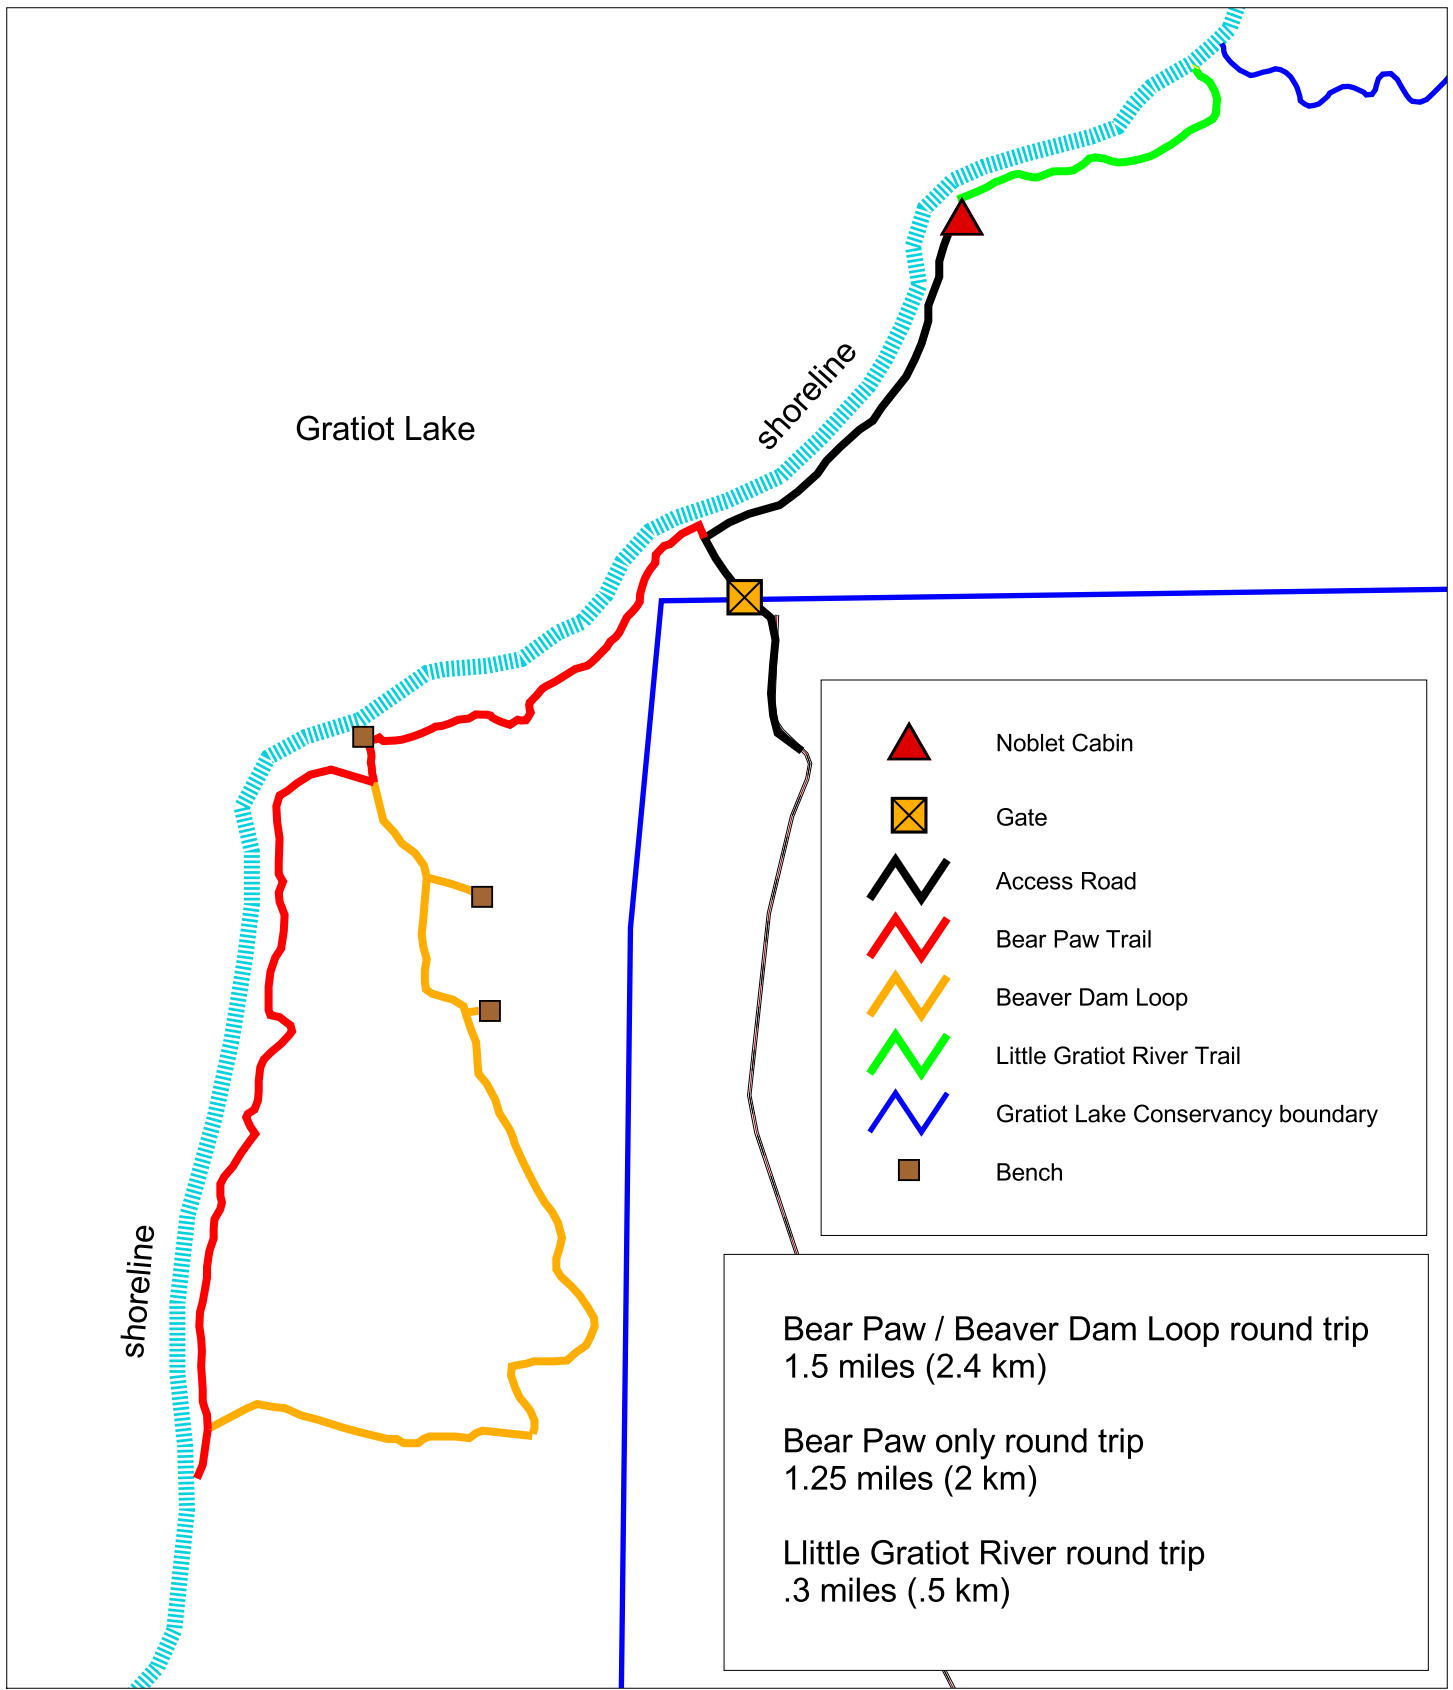 shoreline
Gratiot Lake
Noblet Cabin
Gate
Access Road
Bear Paw Trail
Beaver Dam Loop
Little Gratiot River Trail
Gratiot Lake Conservancy boundary
Bench
shoreline
Bear Paw / Beaver Dam Loop round trip
1.5 miles (2.4 km)
Bear Paw only round trip
1.25 miles (2 km)
Llittle Gratiot River round trip
.3 miles (.5 km)